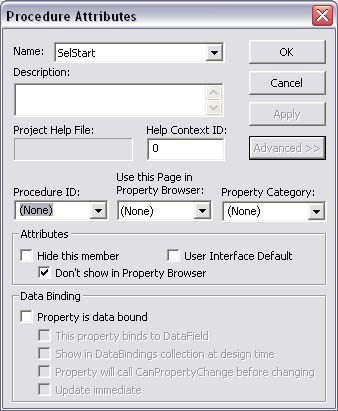 Procedure Attributes
Name: SelStart OK
Description: Cancel
Apply
Project Help File: Help Context ID:
0 Advanced >>
Procedure ID: Use this Page in Property Browser: Property Category:
(None) (None) (None)
Attributes
Hide this member User Interface Default
Don't show in Property Browser
Data Binding
Property is data bound
This property binds to DataField
Show in DataBindings collection at design time
Property will call CanPropertyChange before changing
Update immediate